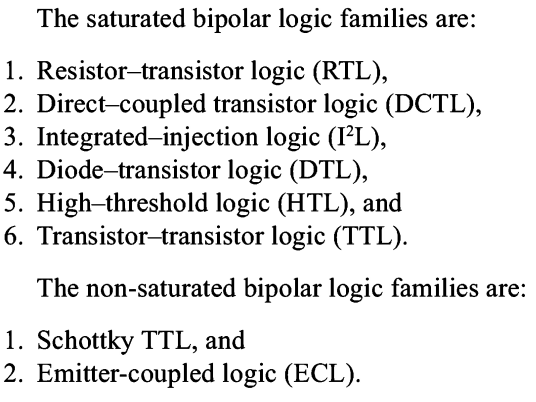 The saturated bipolar logic families are:
1. Resistor–transistor logic (RTL),
2. Direct–coupled transistor logic (DCTL),
3. Integrated–injection logic (I²L),
4. Diode–transistor logic (DTL),
5. High–threshold logic (HTL), and
6. Transistor–transistor logic (TTL).
The non-saturated bipolar logic families are:
1. Schottky TTL, and
2. Emitter-coupled logic (ECL).